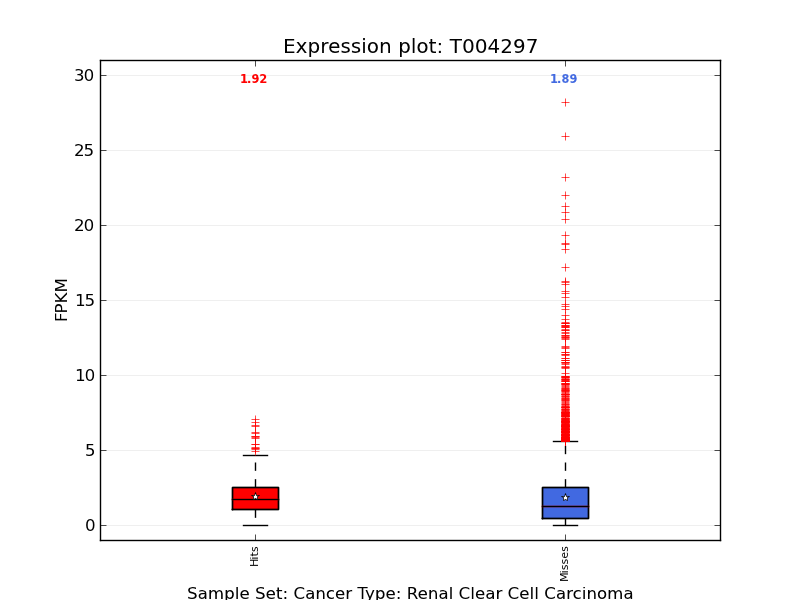 Expression plot: T004297
30
1.92
1.89
25
20
FPKM
15
10
5
0
Hits
Misses
Sample Set: Cancer Type: Renal Clear Cell Carcinoma